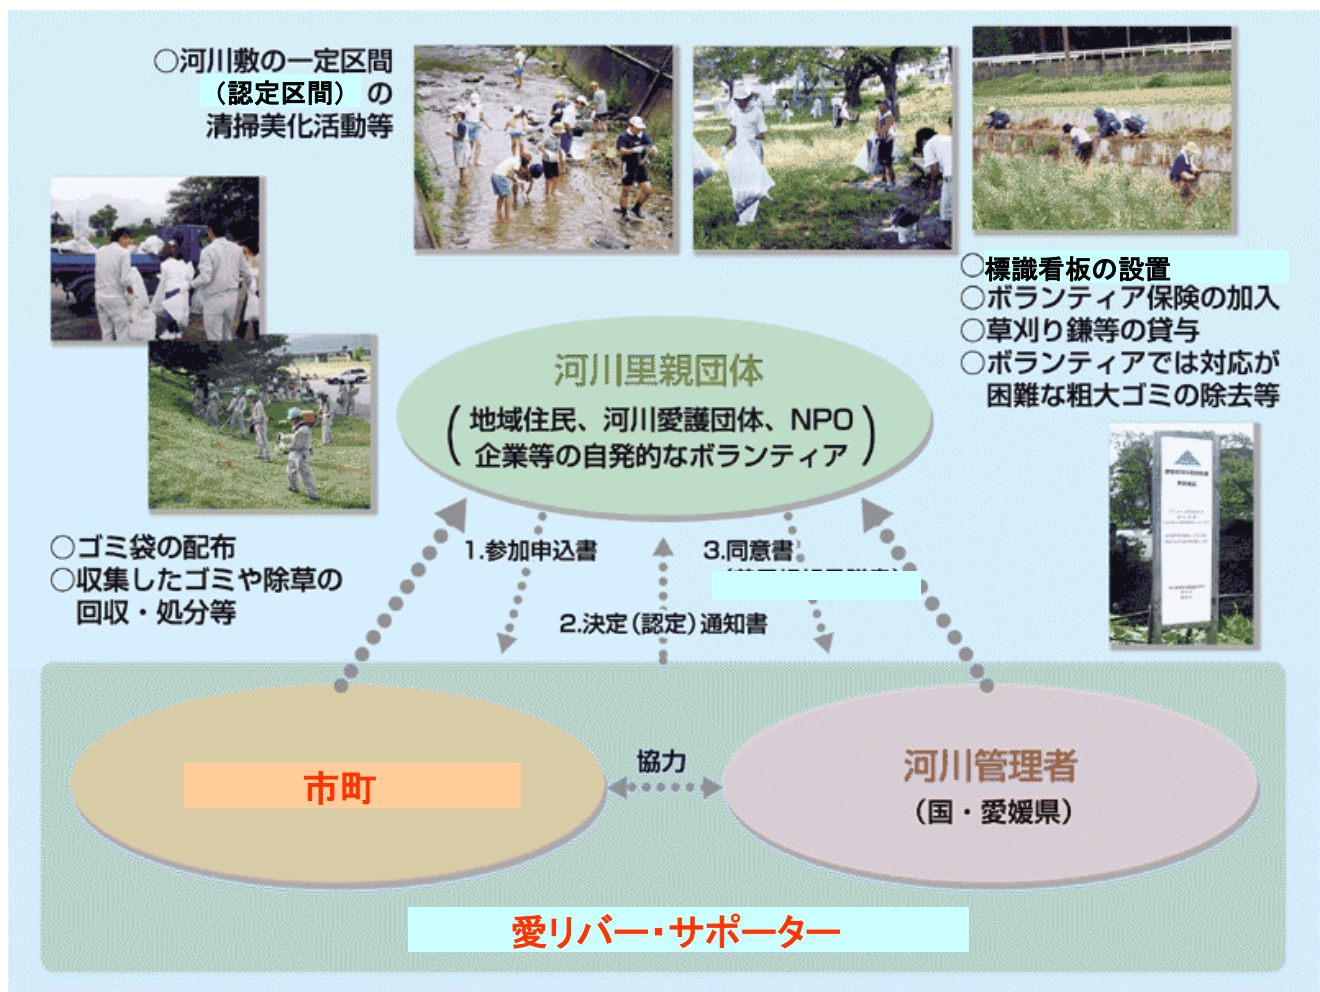 ○河川敷の一定区間
（認定区間）の
清掃美化活動等
○標識看板の設置
○ボランティア保険の加入
○草刈り鎌等の貸与
○ボランティアでは対応が
困難な粗大ゴミの除去等
河川里親団体
(地域住民、河川愛護団体、NPO
企業等の自発的なボランティア)
○ゴミ袋の配布
○収集したゴミや除草の
回収・処分等
1.参加申込書
3.同意書
2.決定(認定)通知書
市町
協力
河川管理者
(国・愛媛県)
愛リバー・サポーター